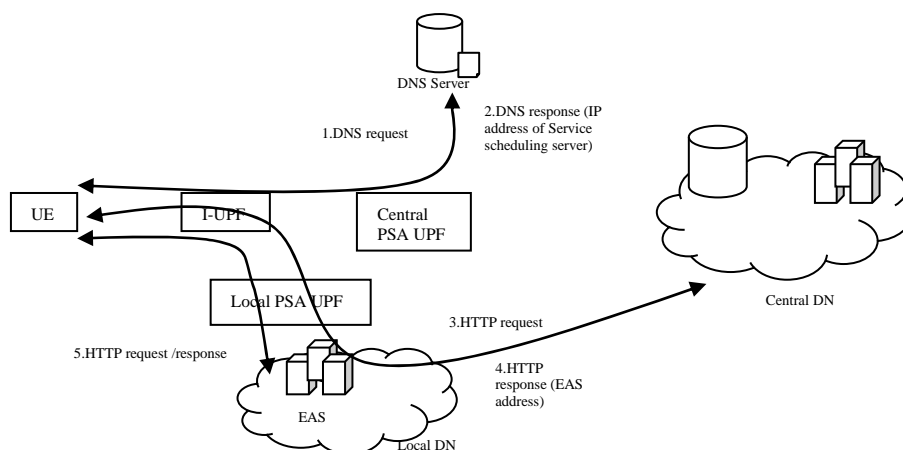 DNS Server
2.DNS response (IP
address of Service
scheduling server)
1.DNS request
UE
I-UPF
Central
PSA UPF
Local PSA UPF
Central DN
3.HTTP request
5.HTTP request /response
4.HTTP
response (EAS
address)
EAS
Local DN